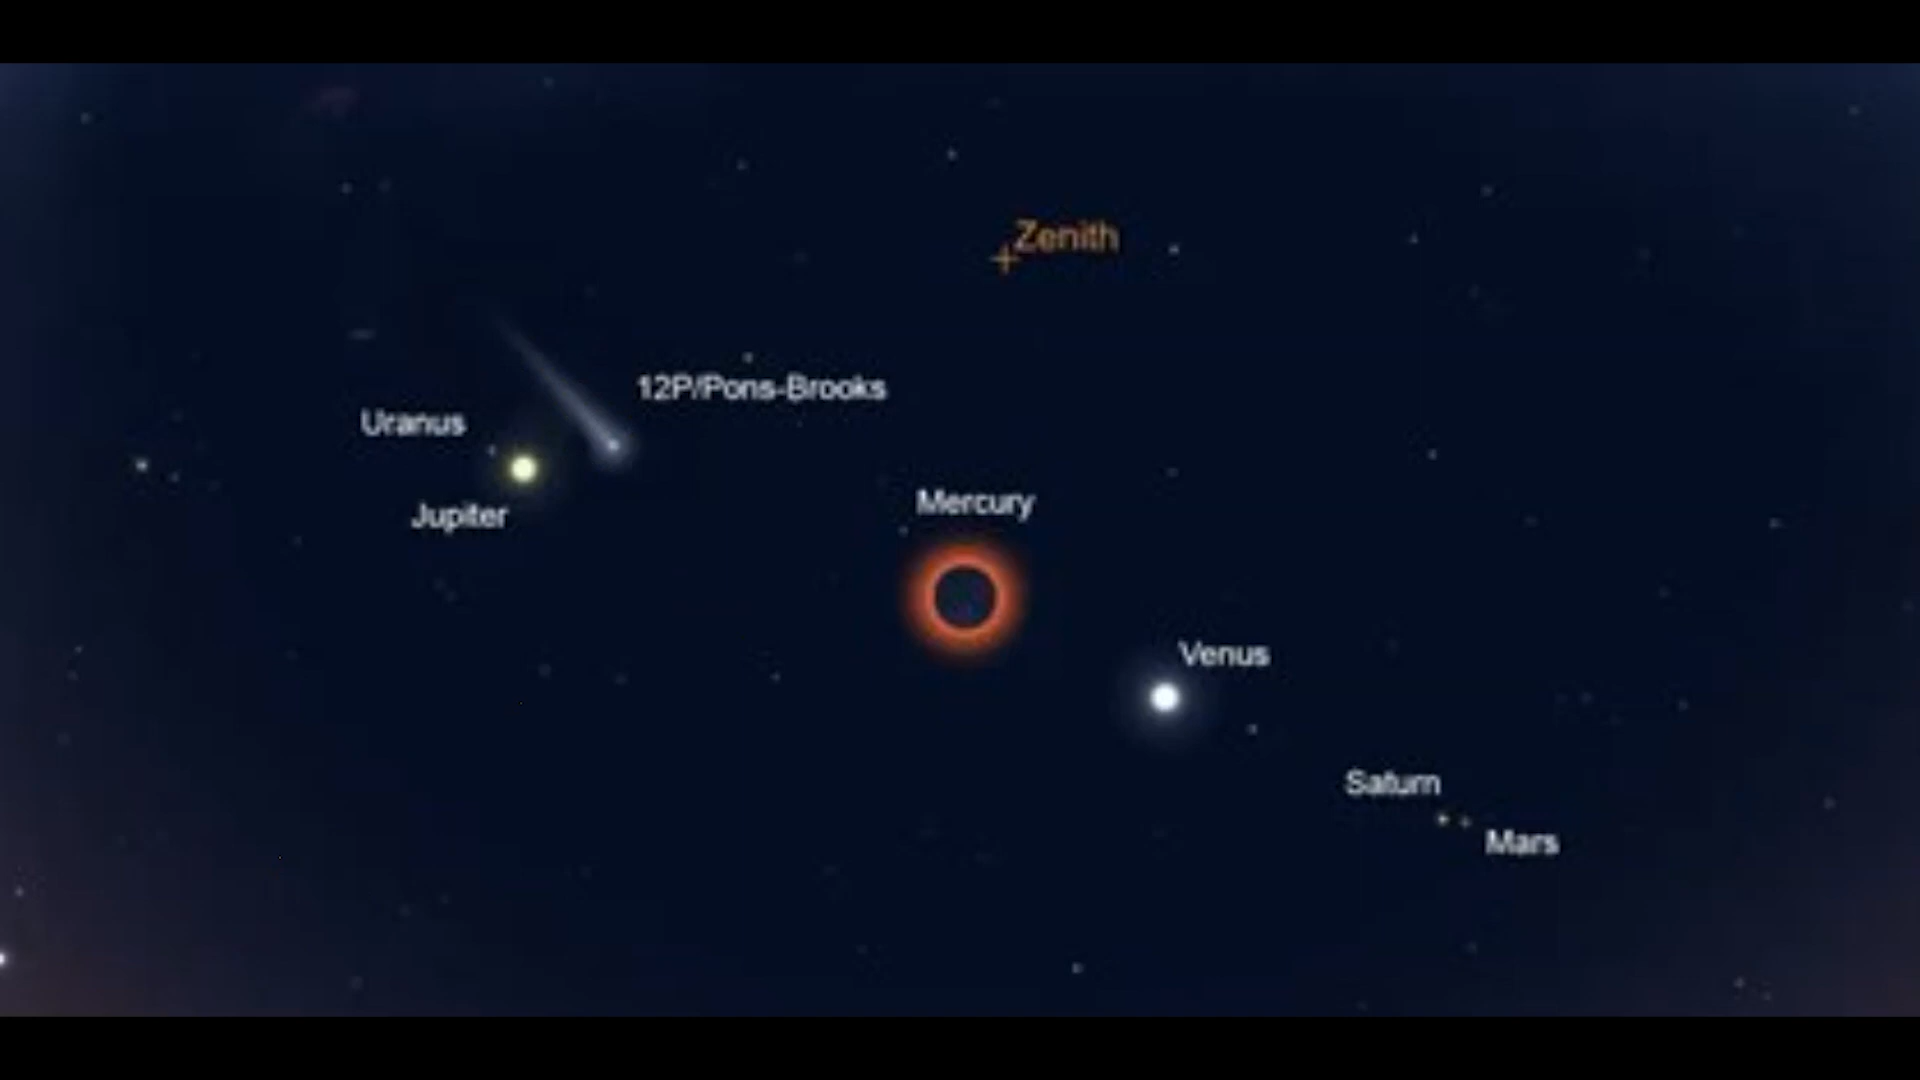 Zenith
12P/Pons-Brooks
Uranus
Jupiter
Mercury
Venus
Saturn
Mars